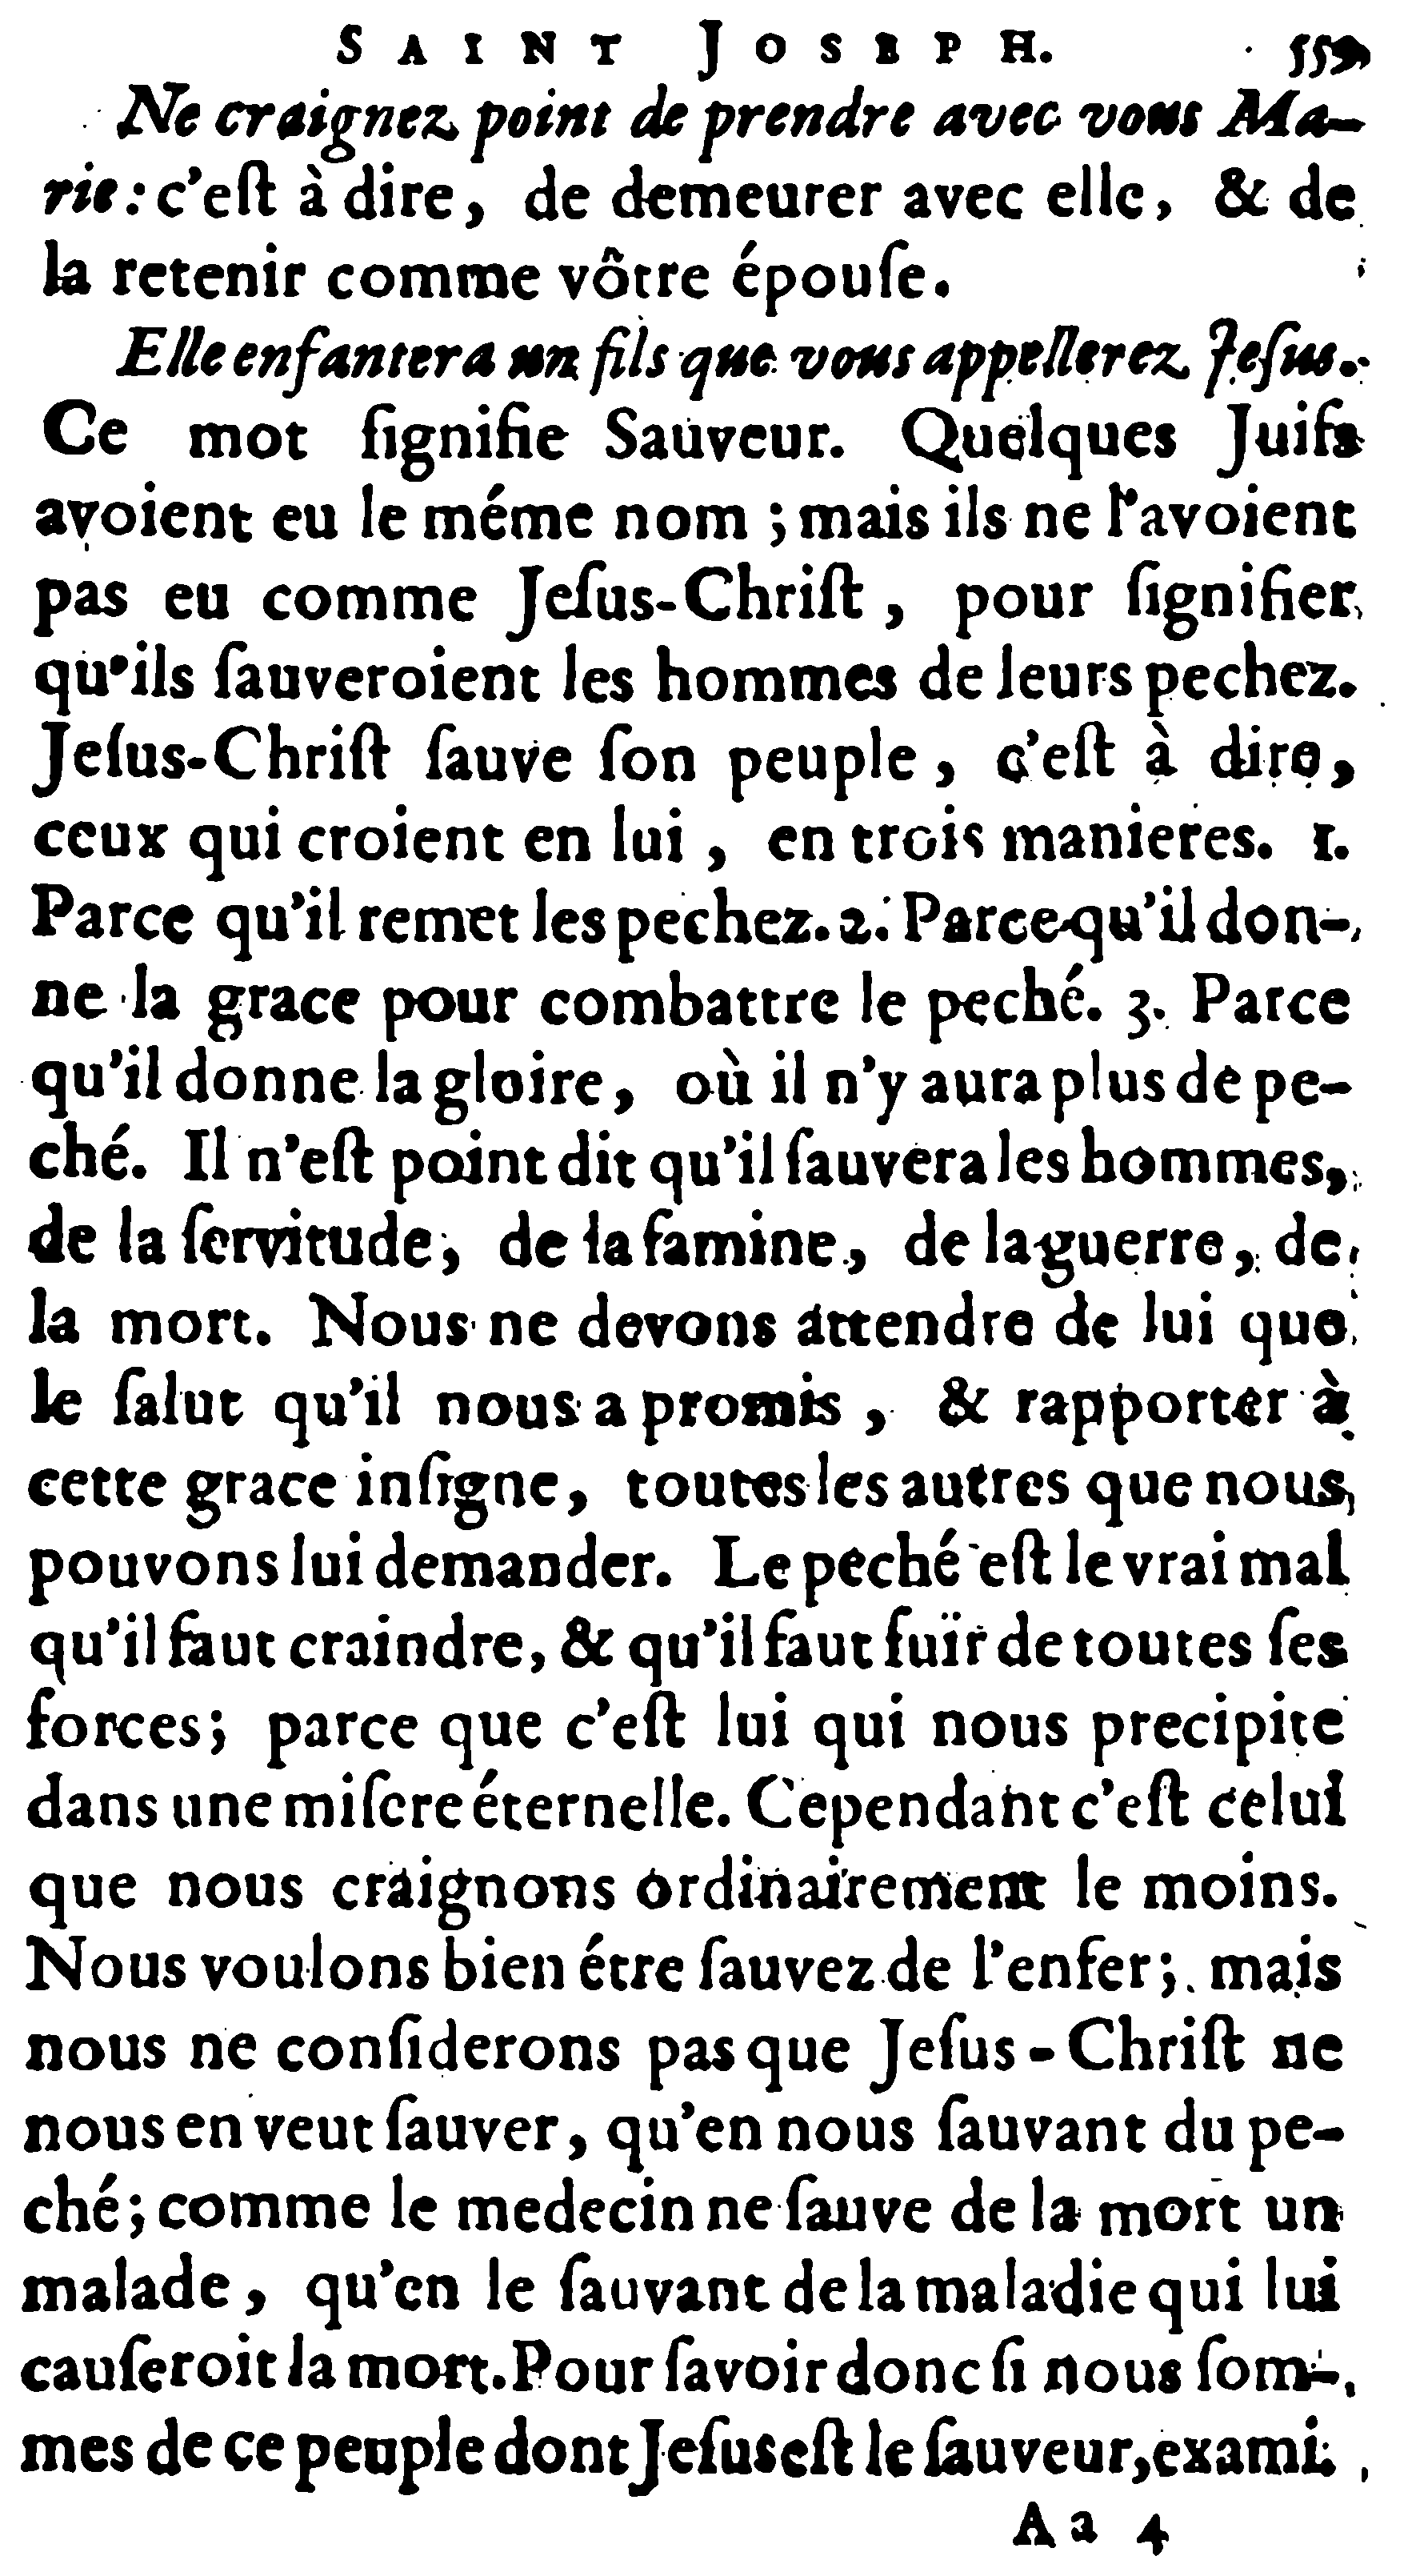 SAINT JOSEPH. 559
Ne craignez point de prendre avec vous Ma-
rie: c'eſt à dire, de demeurer avec elle, & de
la retenir comme vôtre épouſe.
Elle enfantera un fils que vous appellerez Jeſus.
Ce mot ſignifie Sauveur. Quelques Juifs
avoient eu le méme nom ; mais ils ne l'avoient
pas eu comme Jeſus-Chriſt, pour ſignifier
qu'ils ſauveroient les hommes de leurs pechez.
Jeſus-Chriſt ſauve ſon peuple, c'eſt à dire,
ceux qui croient en lui, en trois manieres. 1.
Parce qu'il remet les pechez. 2. Parce qu'il don-
ne la grace pour combattre le peché. 3. Parce
qu'il donne la gloire, où il n'y aura plus de pe-
ché. Il n'eſt point dit qu'il ſauvera les hommes,
de la ſervitude, de la famine, de la guerre, de
la mort. Nous ne devons attendre de lui que
le ſalut qu'il nous a promis, & rapporter à
cette grace inſigne, toutes les autres que nous
pouvons lui demander. Le peché eſt le vrai mal
qu'il faut craindre, & qu'il faut fuïr de toutes ſes
forces; parce que c'eſt lui qui nous precipite
dans une miſere éternelle. Cependant c'eſt celui
que nous craignons ordinairement le moins.
Nous voulons bien étre ſauvez de l'enfer; mais
nous ne conſiderons pas que Jeſus-Chriſt ne
nous en veut ſauver, qu'en nous ſauvant du pe-
ché; comme le medecin ne ſauve de la mort un
malade, qu'en le ſauvant de la maladie qui lui
cauſeroit la mort. Pour ſavoir donc ſi nous ſom-
mes de ce peuple dont Jeſus eſt le ſauveur, exami-
Aa 4